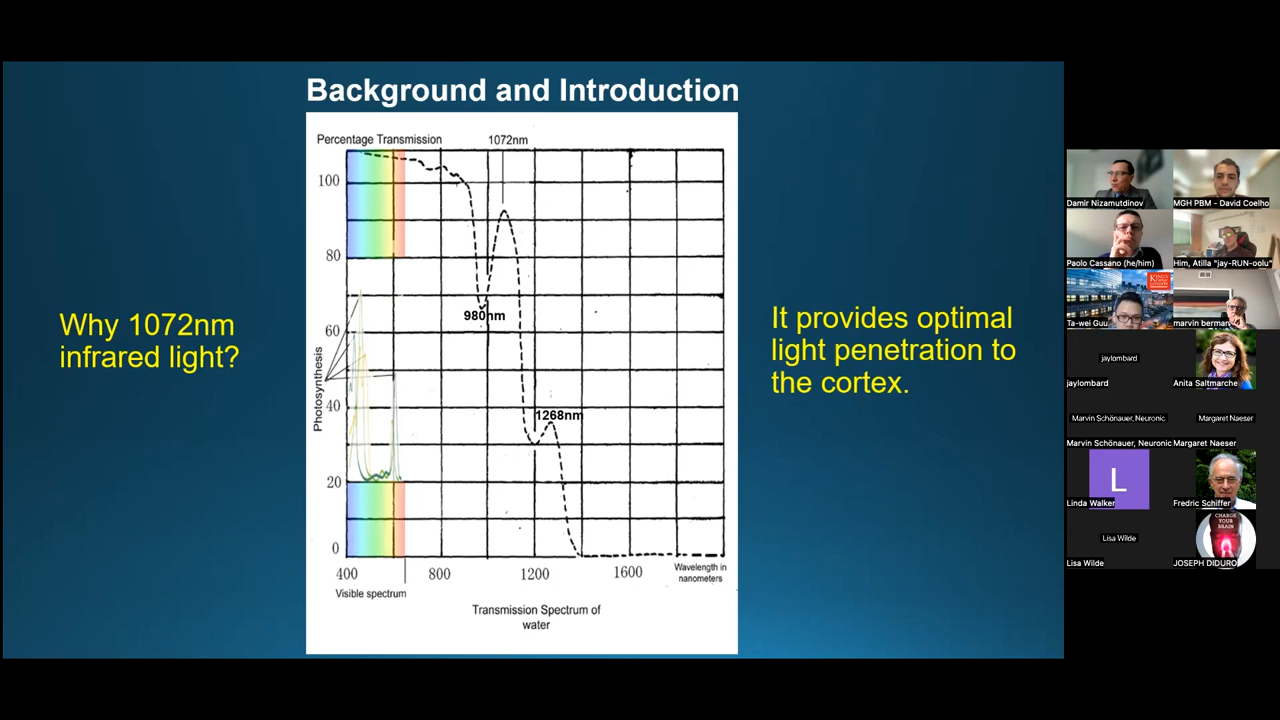 Background and Introduction
Percentage Transmission
1072nm
100
80
60
40
20
0
Photosynthesis
980nm
1268nm
400
800
1200
1600
Wavelength in
nanometers
Visible spectrum
Transmission Spectrum of
water
Why 1072nm
infrared light?
It provides optimal
light penetration to
the cortex.
Damir Nizamutdinov
MGH PBM - David Coelho
Paolo Cassano (he/him)
Him, Atilla "jay-RUN-oolu"
KING'S
LONDON
Ta-wei Guu
marvin berman
jaylombard
jaylombard
Anita Saltmarche
Marvin Schönauer, Neuronic
Margaret Naeser
Marvin Schönauer, Neuronic
Margaret Naeser
L
Linda Walker
Fredric Schiffer
Lisa Wilde
Lisa Wilde
CHARGE
YOUR
BRAIN
JOSEPH DIDURO